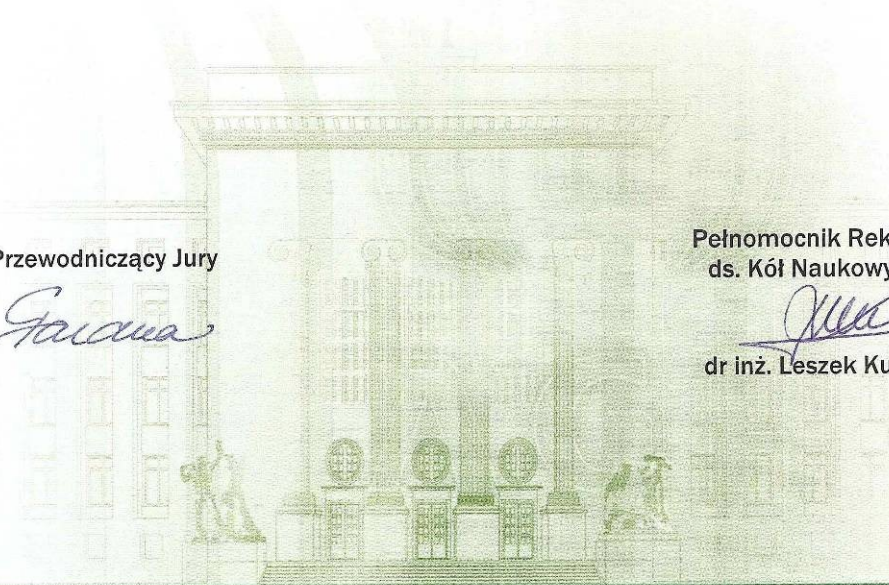 Przewodniczący Jury
Pełnomocnik Rek
ds. Kół Naukowy
dr inż. Leszek Ku